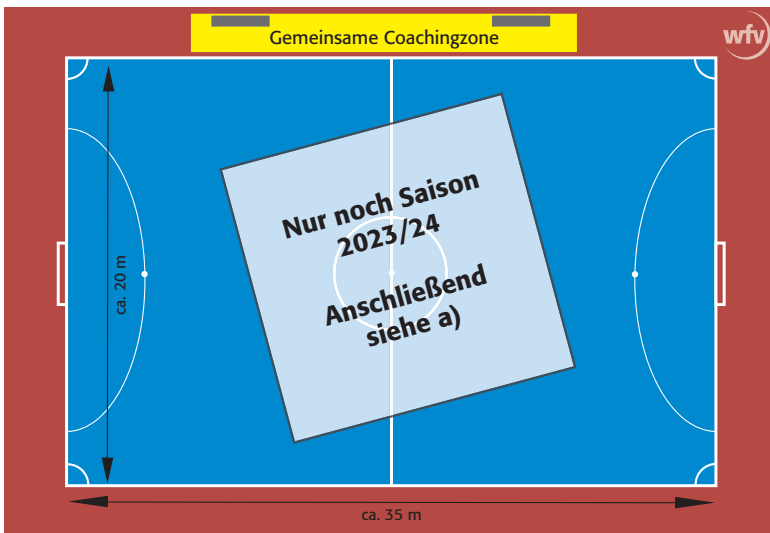 wfv
Gemeinsame Coachingzone
Nur noch Saison
2023/24
Anschließend
siehe a)
ca. 20 m
ca. 35 m